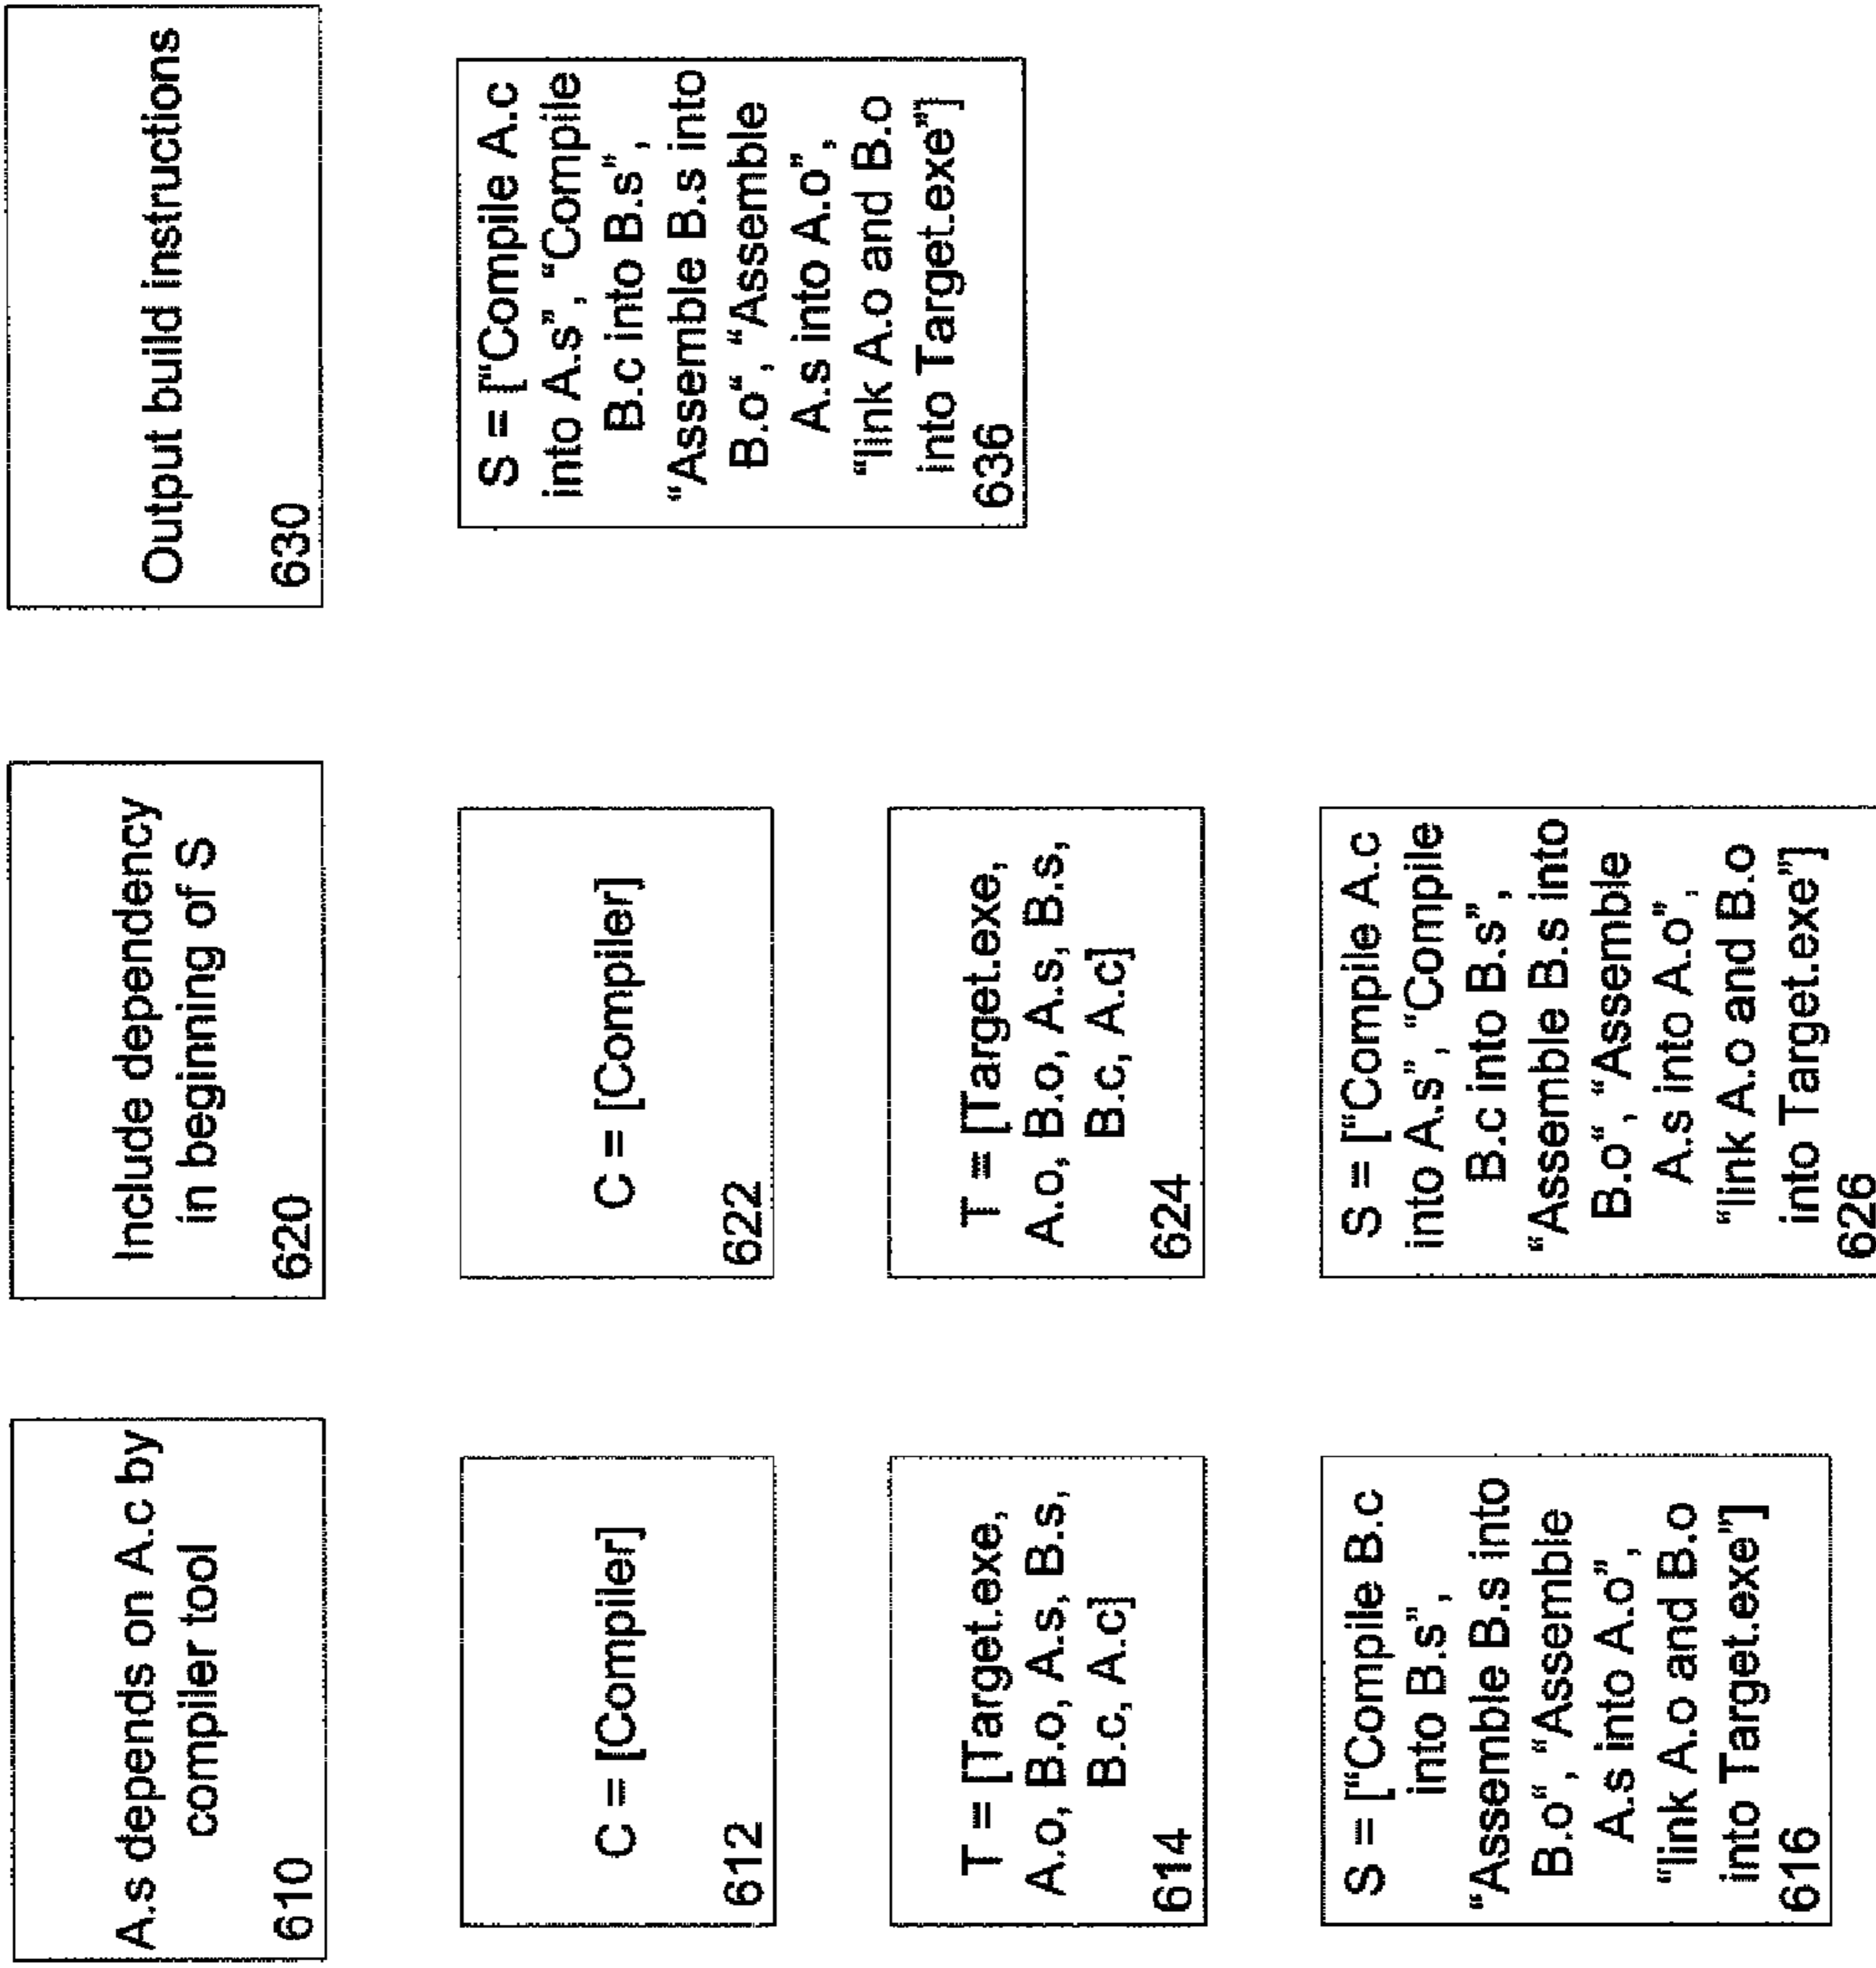 A.s depends on A.c by
compiler tool
610
C = [Compiler]
612
T = [Target.exe,
A.o, B.o, A.s, B.s,
B.c, A.c]
614
S = [“Compile B.c
into B.s”,
“Assemble B.s into
B.o“, “Assemble
A.s into A.o”,
“link A.o and B.o
into Target.exe”]
616
Include dependency
in beginning of S
620
C = [Compiler]
622
T = [Target.exe,
A.o, B.o, A.s, B.s,
B.c, A.c]
624
S = [“Compile A.c
into A.s”, “Compile
B.c into B.s”,
“Assemble B.s into
B.o“, “Assemble
A.s into A.o”,
“link A.o and B.o
into Target.exe”]
626
Output build instructions
630
S = [“Compile A.c
into A.s”, “Compile
B.c into B.s”,
“Assemble B.s into
B.o“, “Assemble
A.s into A.o”,
“link A.o and B.o
into Target.exe”]
636